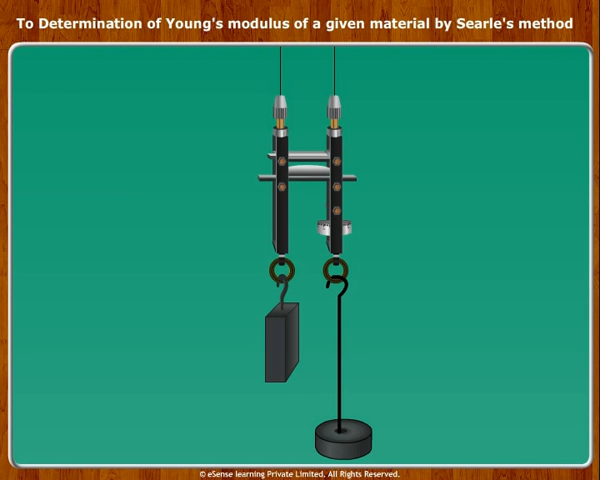 To Determination of Young's modulus of a given material by Searle's method
© eSense learning Private Limited. All Rights Reserved.